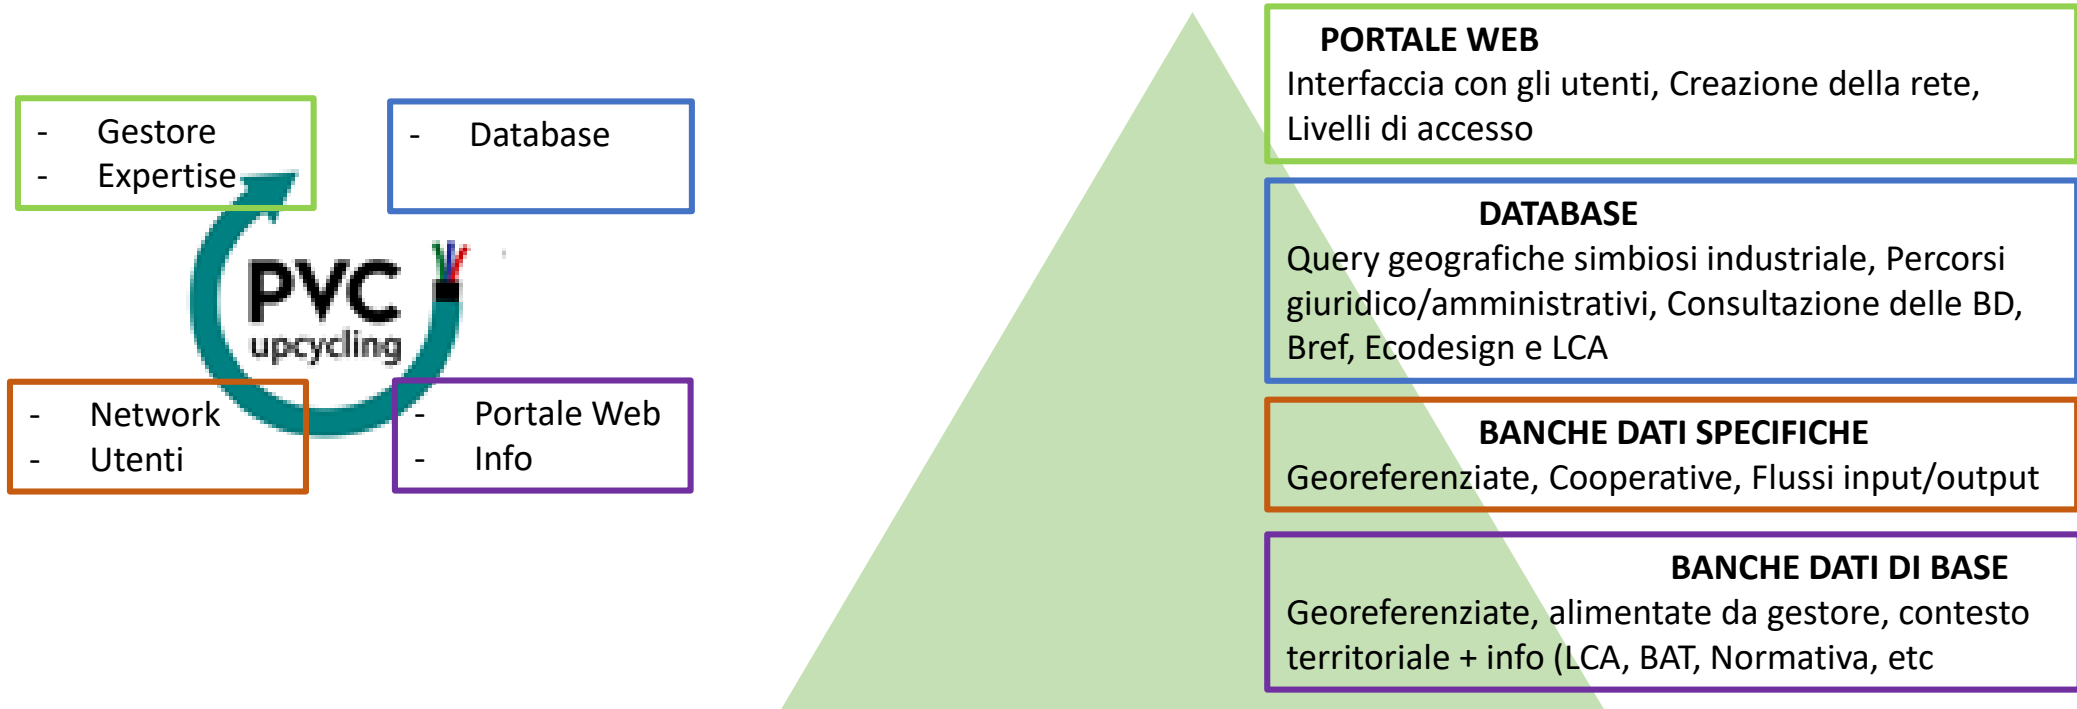 - Gestore
- Expertise
- Database
PVC
upcycling
- Network
- Utenti
- Portale Web
- Info
PORTALE WEB
Interfaccia con gli utenti, Creazione della rete,
Livelli di accesso
DATABASE
Query geografiche simbiosi industriale, Percorsi
giuridico/amministrativi, Consultazione delle BD,
Bref, Ecodesign e LCA
BANCHE DATI SPECIFICHE
Georeferenziate, Cooperative, Flussi input/output
BANCHE DATI DI BASE
Georeferenziate, alimentate da gestore, contesto
territoriale + info (LCA, BAT, Normativa, etc